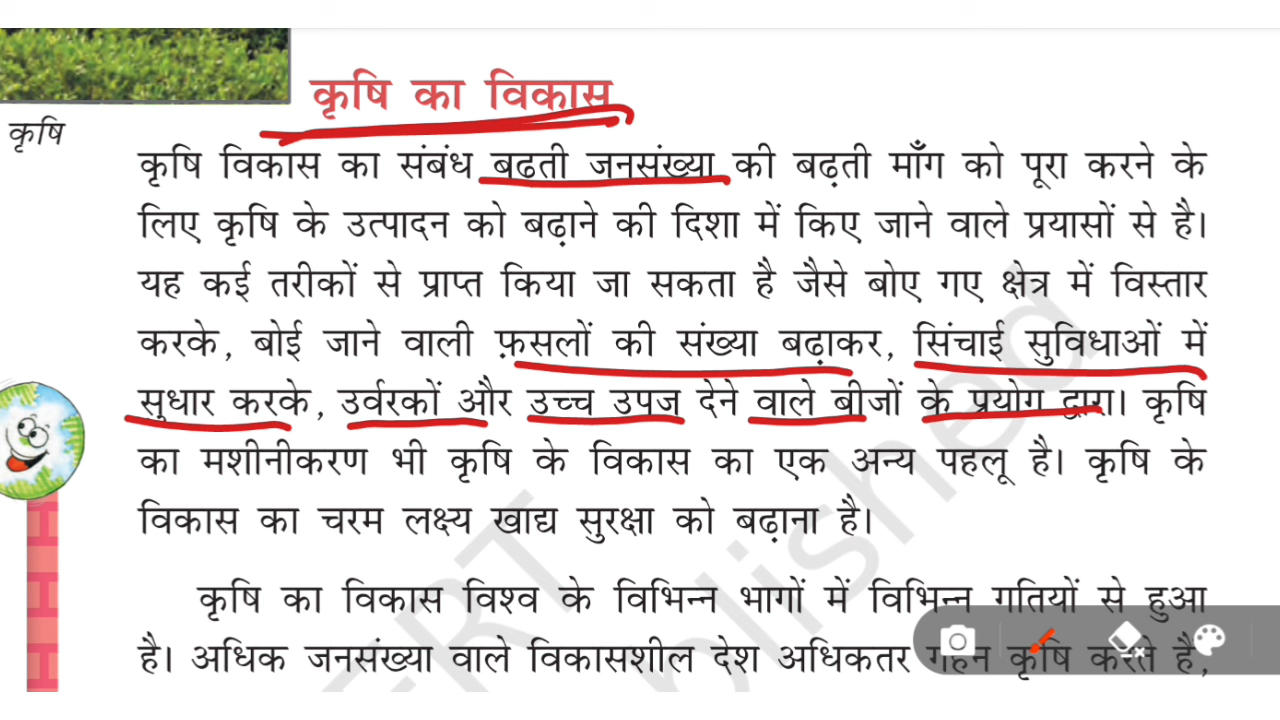 कृषि का विकास
कृषि
कृषि विकास का संबंध बढती जनसंख्या की बढ़ती माँग को पूरा करने के
लिए कृषि के उत्पादन को बढ़ाने की दिशा में किए जाने वाले प्रयासों से है।
यह कई तरीकों से प्राप्त किया जा सकता है जैसे बोए गए क्षेत्र में विस्तार
करके, बोई जाने वाली फ़सलों की संख्या बढ़ाकर, सिंचाई सुविधाओं में
सुधार करके, उर्वरकों और उच्च उपज देने वाले बीजों के प्रयोग द्वारा। कृषि
का मशीनीकरण भी कृषि के विकास का एक अन्य पहलू है। कृषि के
विकास का चरम लक्ष्य खाद्य सुरक्षा को बढ़ाना है।
कृषि का विकास विश्व के विभिन्न भागों में विभिन्न गतियों से हुआ
है। अधिक जनसंख्या वाले विकासशील देश अधिकतर गहन कृषि करते हैं,